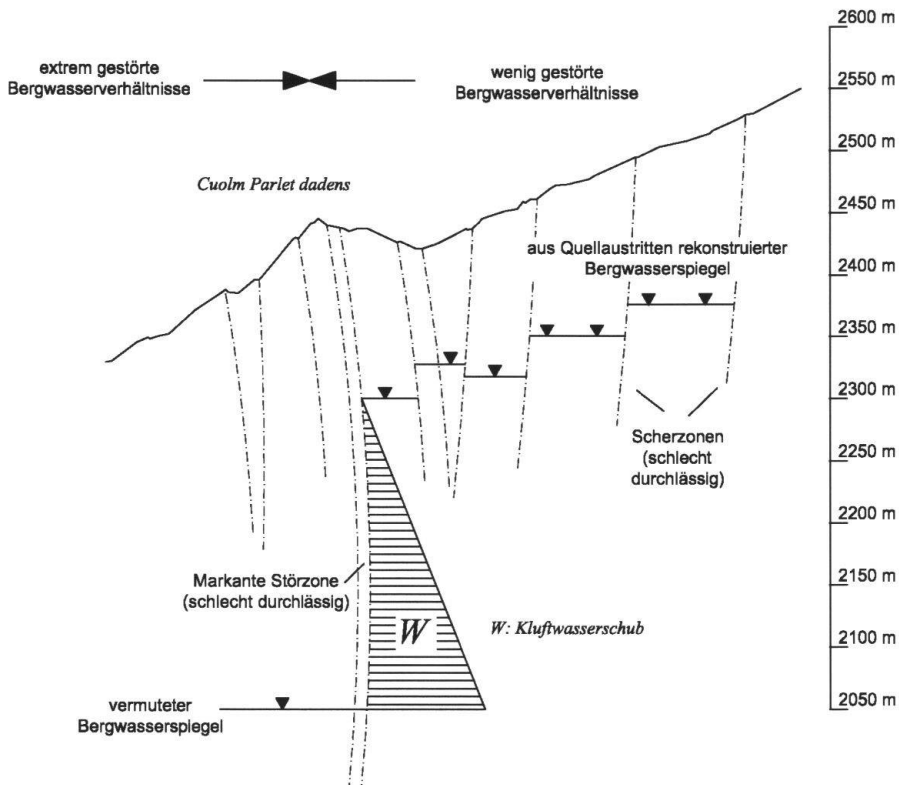 2600 m
extrem gestörte
Bergwasserverhältnisse
wenig gestörte
Bergwasserverhältnisse
2550 m
2500 m
Cuolm Parlet dadens
2450 m
aus Quellaustritten rekonstruierter
Bergwasserspiegel
2400 m
2350 m
2300 m
Scherzonen
(schlecht
durchlässig)
2250 m
2200 m
Markante Störzone
(schlecht durchlässig)
2150 m
W
W: Kluftwasserschub
2100 m
vermuteter
Bergwasserspiegel
2050 m